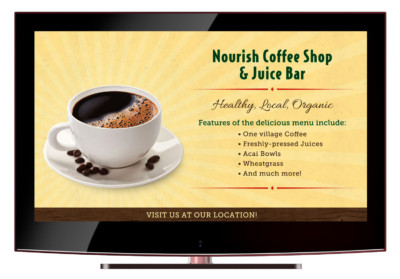 Nourish Coffee Shop
& Juice Bar
Healthy, Local, Organic
Features of the delicious menu include:
• One village Coffee
• Freshly-pressed Juices
• Acai Bowls
• Wheatgrass
• And much more!
VISIT US AT OUR LOCATION!